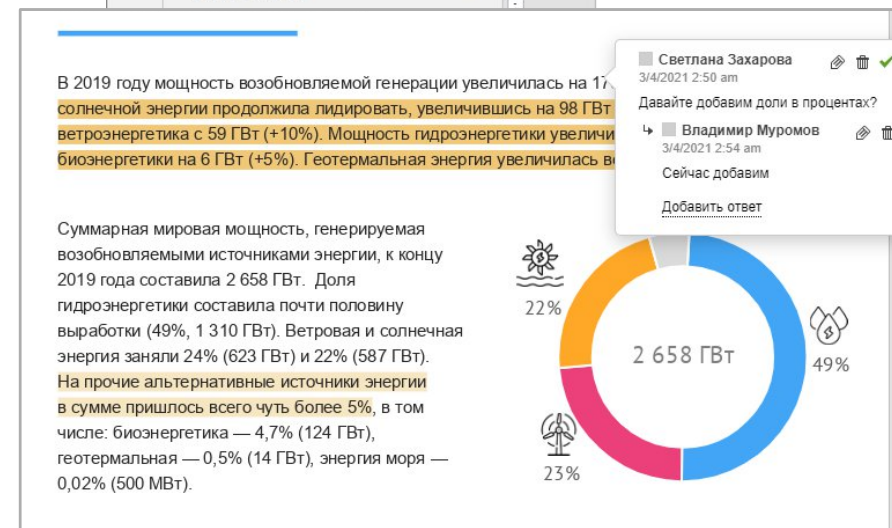 В 2019 году мощность возобновляемой генерации увеличилась на
солнечной энергии продолжила лидировать, увеличившись на 98 ГВт
ветроэнергетика с 59 ГВт (+10%). Мощность гидроэнергетики
биоэнергетики на 6 ГВт (+5%). Геотермальная энергия увеличилась
Светлана Захарова
3/4/2021 2:50 am
Давайте добавим доли в процентах?
Владимир Муромов
3/4/2021 2:54 am
Сейчас добавим
Добавить ответ
Суммарная мировая мощность, генерируемая
возобновляемыми источниками энергии, к концу
2019 года составила 2 658 ГВт. Доля
гидроэнергетики составила почти половину
выработки (49%, 1 310 ГВт). Ветровая и солнечная
энергия заняли 24% (623 ГВт) и 22% (587 ГВт).
На прочие альтернативные источники энергии
в сумме пришлось всего чуть более 5%, в том
числе: биоэнергетика — 4,7% (124 ГВт),
геотермальная — 0,5% (14 ГВт), энергия моря —
0,02% (500 МВт).
22%
2 658 ГВт
49%
23%